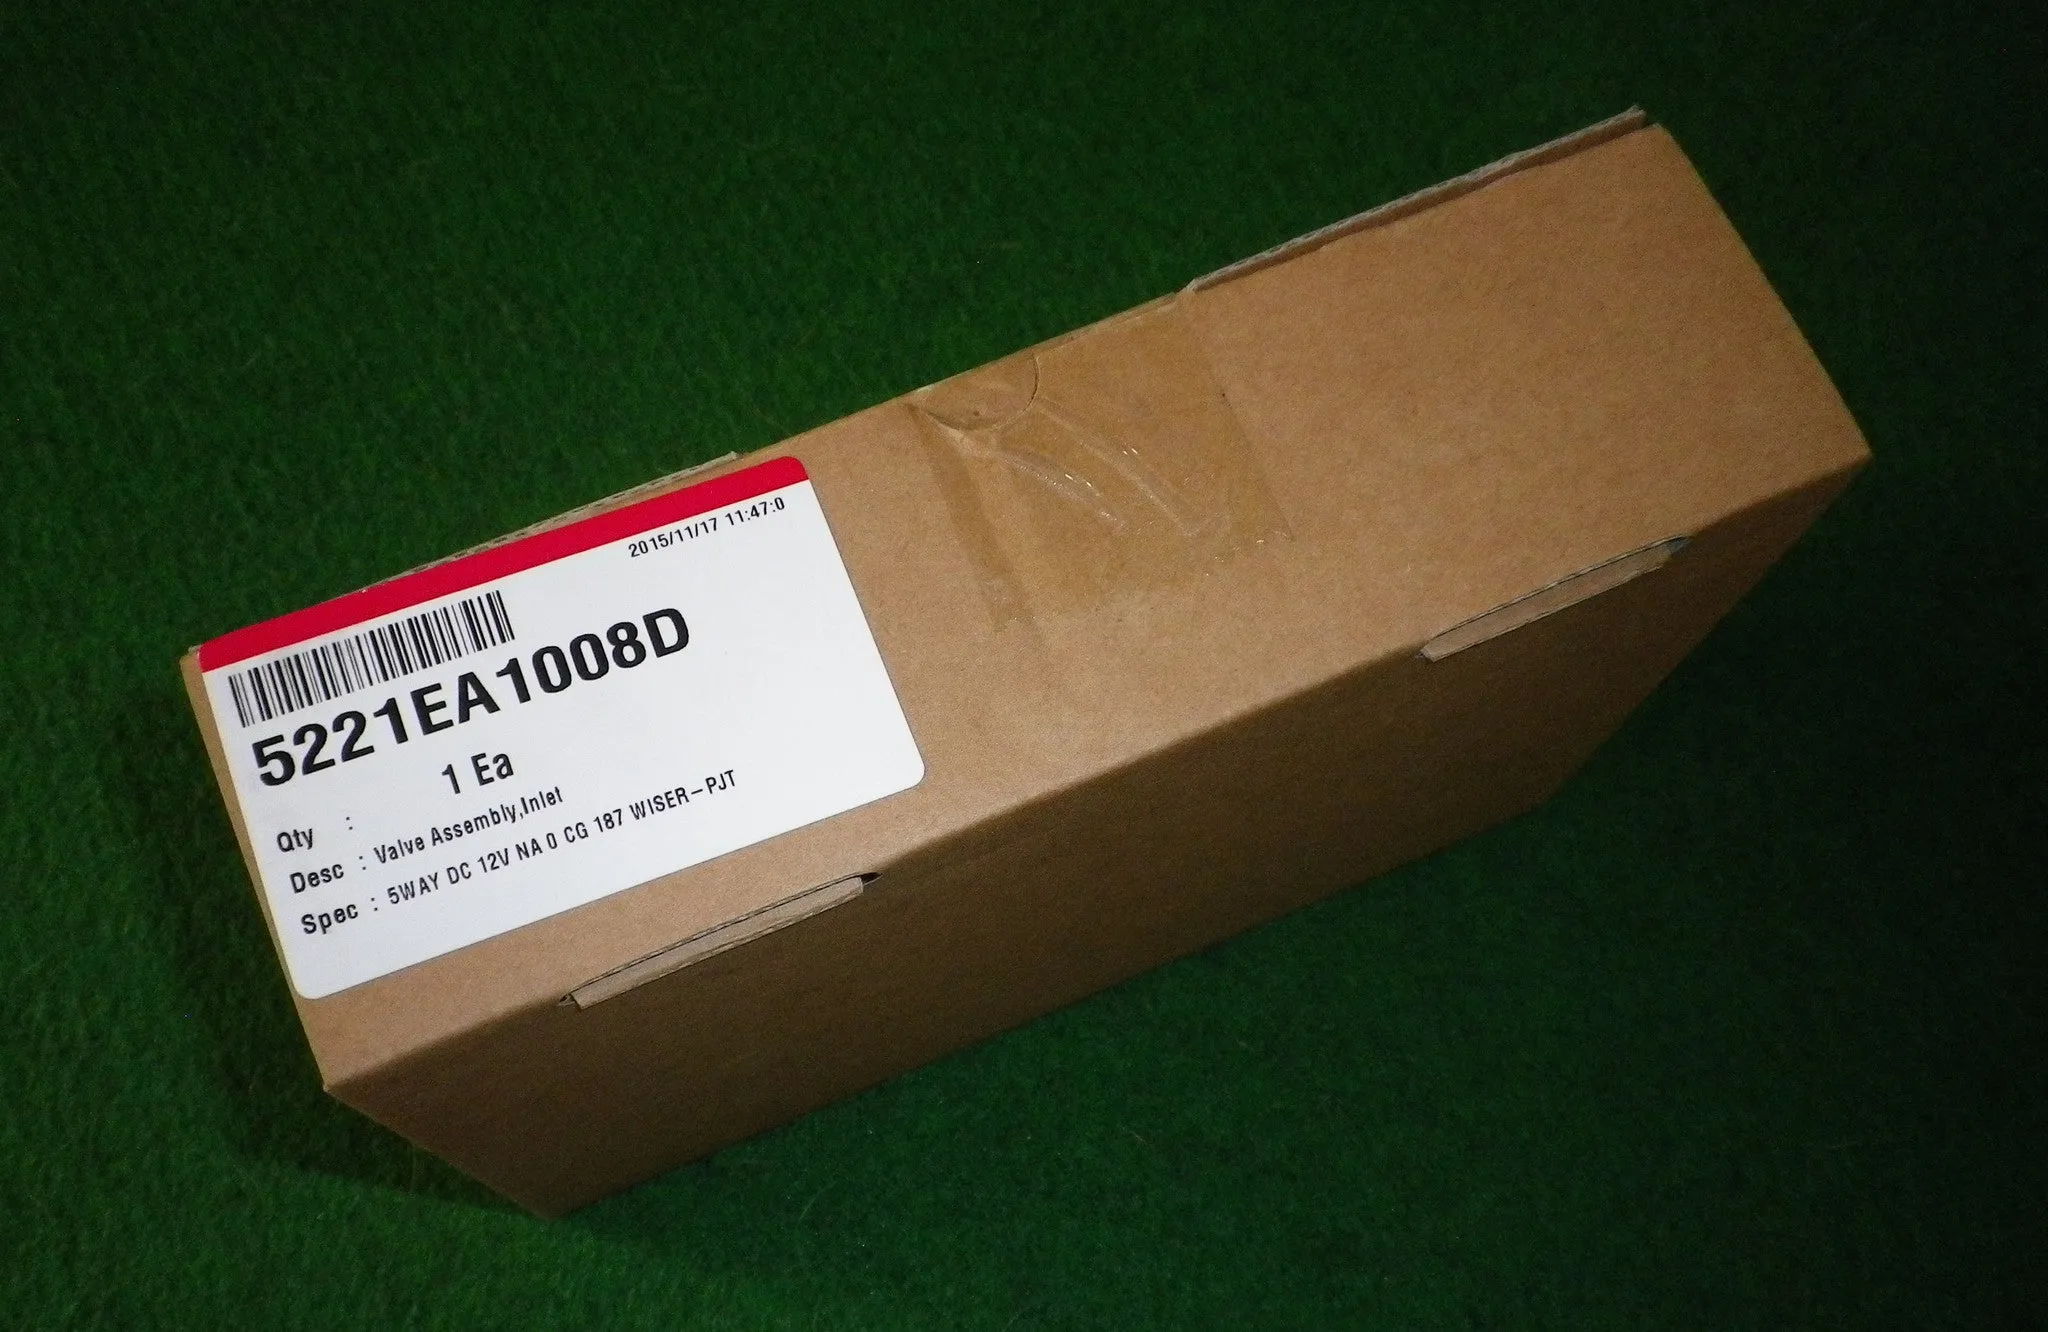 2015/11/17 11:47:0
5221EA1008D
Qty : 1 Ea
Desc : Valve Assembly,Inlet
Spec : 5WAY DC 12V NA 0 CG 187 WISER-PJT